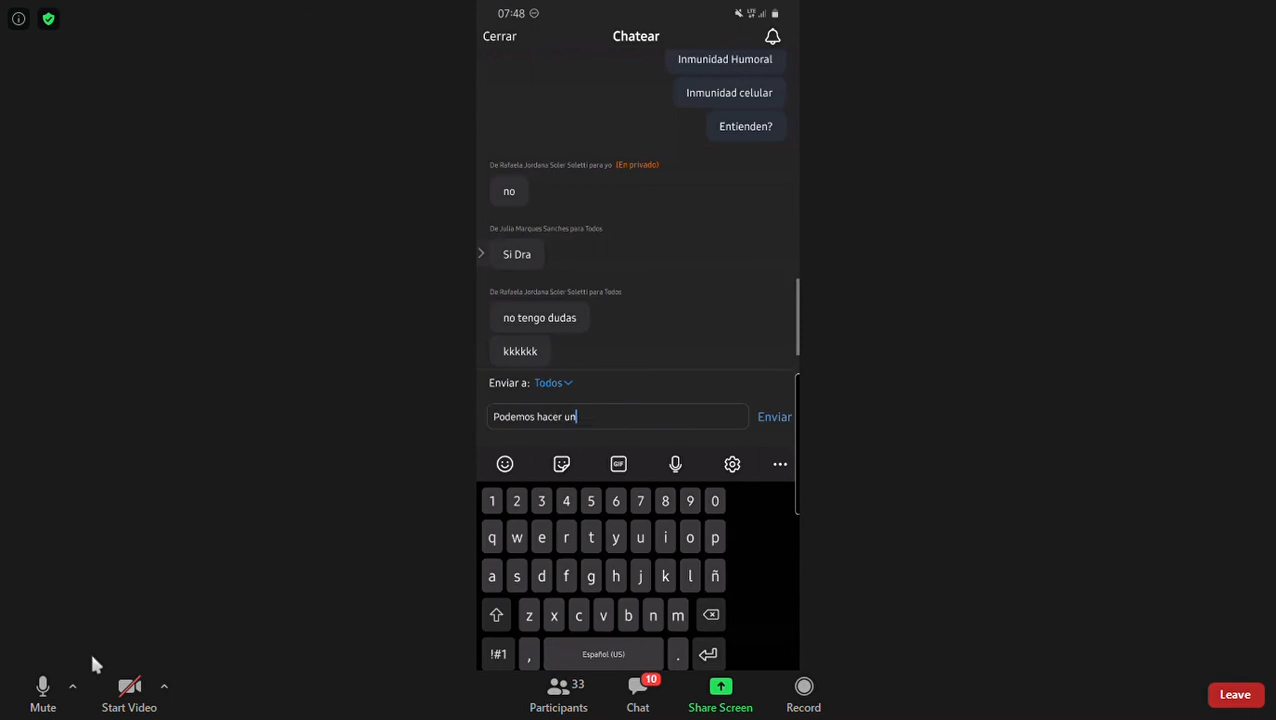 07:48
LTE
Cerrar
Chatear
Inmunidad Humoral
Inmunidad celular
Entienden?
De Rafaela Jordana Soler Soletti para yo (En privado)
no
De Julia Marques Sanches para Todos
Si Dra
De Rafaela Jordana Soler Soletti para Todos
no tengo dudas
kkkkkk
Enviar a: Todos
Podemos hacer un
Enviar
GIF
1 2 3 4 5 6 7 8 9 0
q w e r t y u i o p
a s d f g h j k l ñ
z x c v b n m
!#1 , Español (US) .
Mute
Start Video
33
Participants
10
Chat
Share Screen
Record
Leave